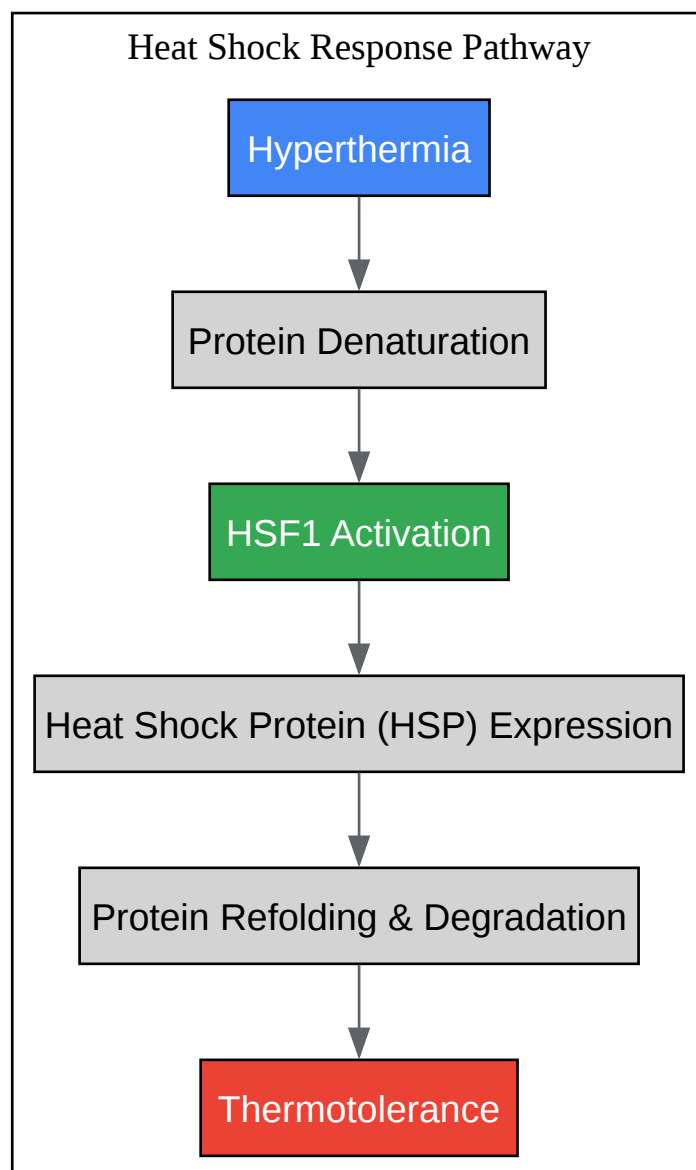 Heat Shock Response Pathway
Hyperthermia
Protein Denaturation
HSF1 Activation
Heat Shock Protein (HSP) Expression
Protein Refolding & Degradation
Thermotolerance